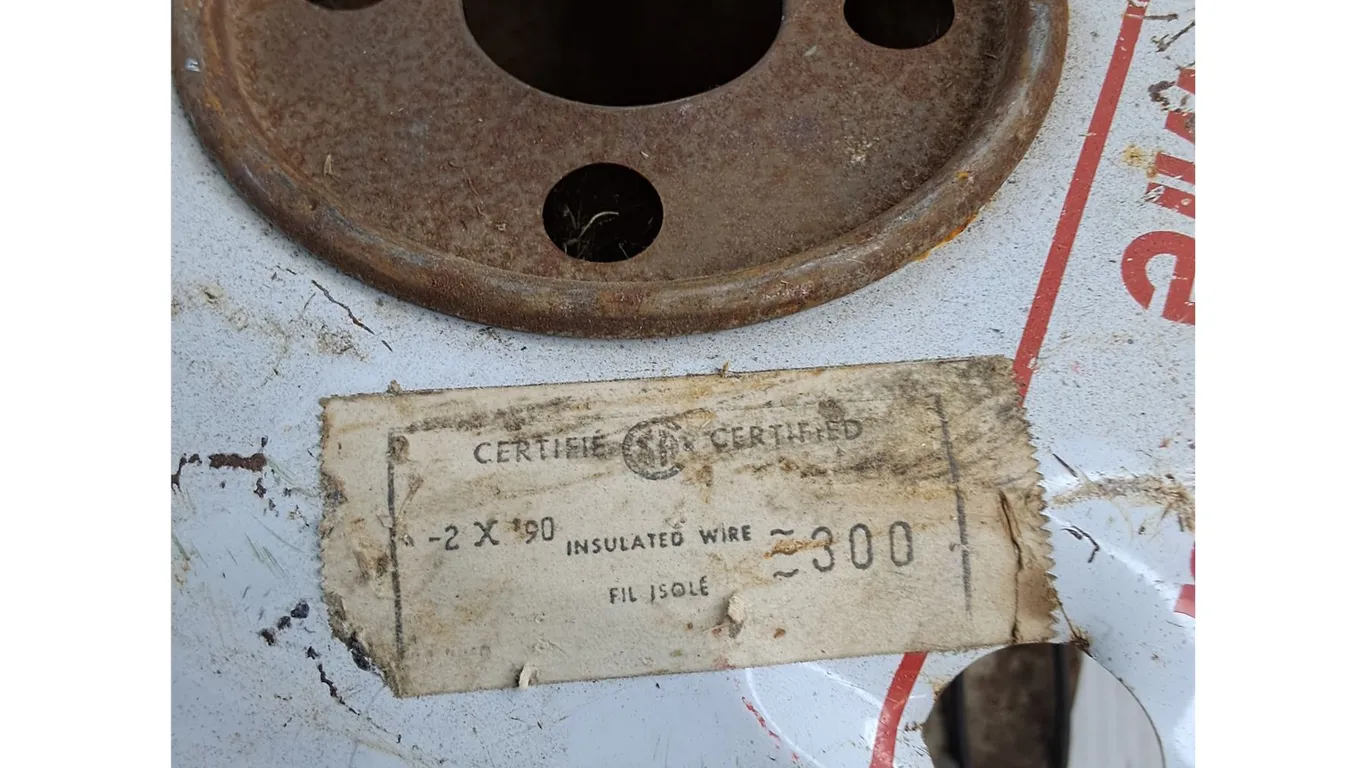 CERTIFIÉ CERTIFIED
-2 X '90 INSULATED WIRE ≈300
FIL ISOLÉ